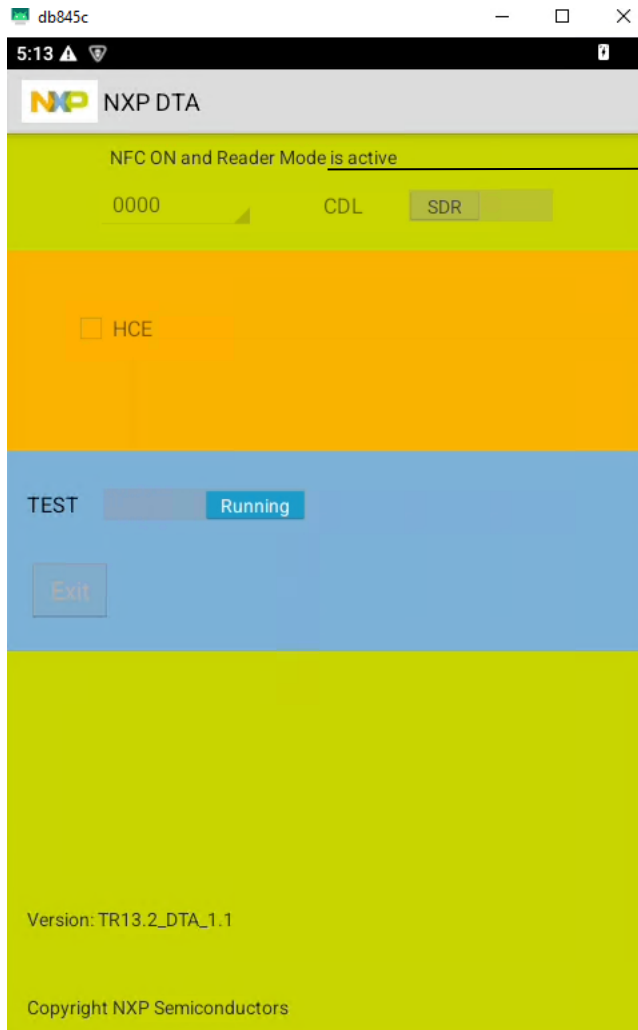 db845c
5:13
NXP NXP DTA
NFC ON and Reader Mode is active
0000 CDL SDR
HCE
TEST Running
Exit
Version: TR13.2_DTA_1.1
Copyright NXP Semiconductors